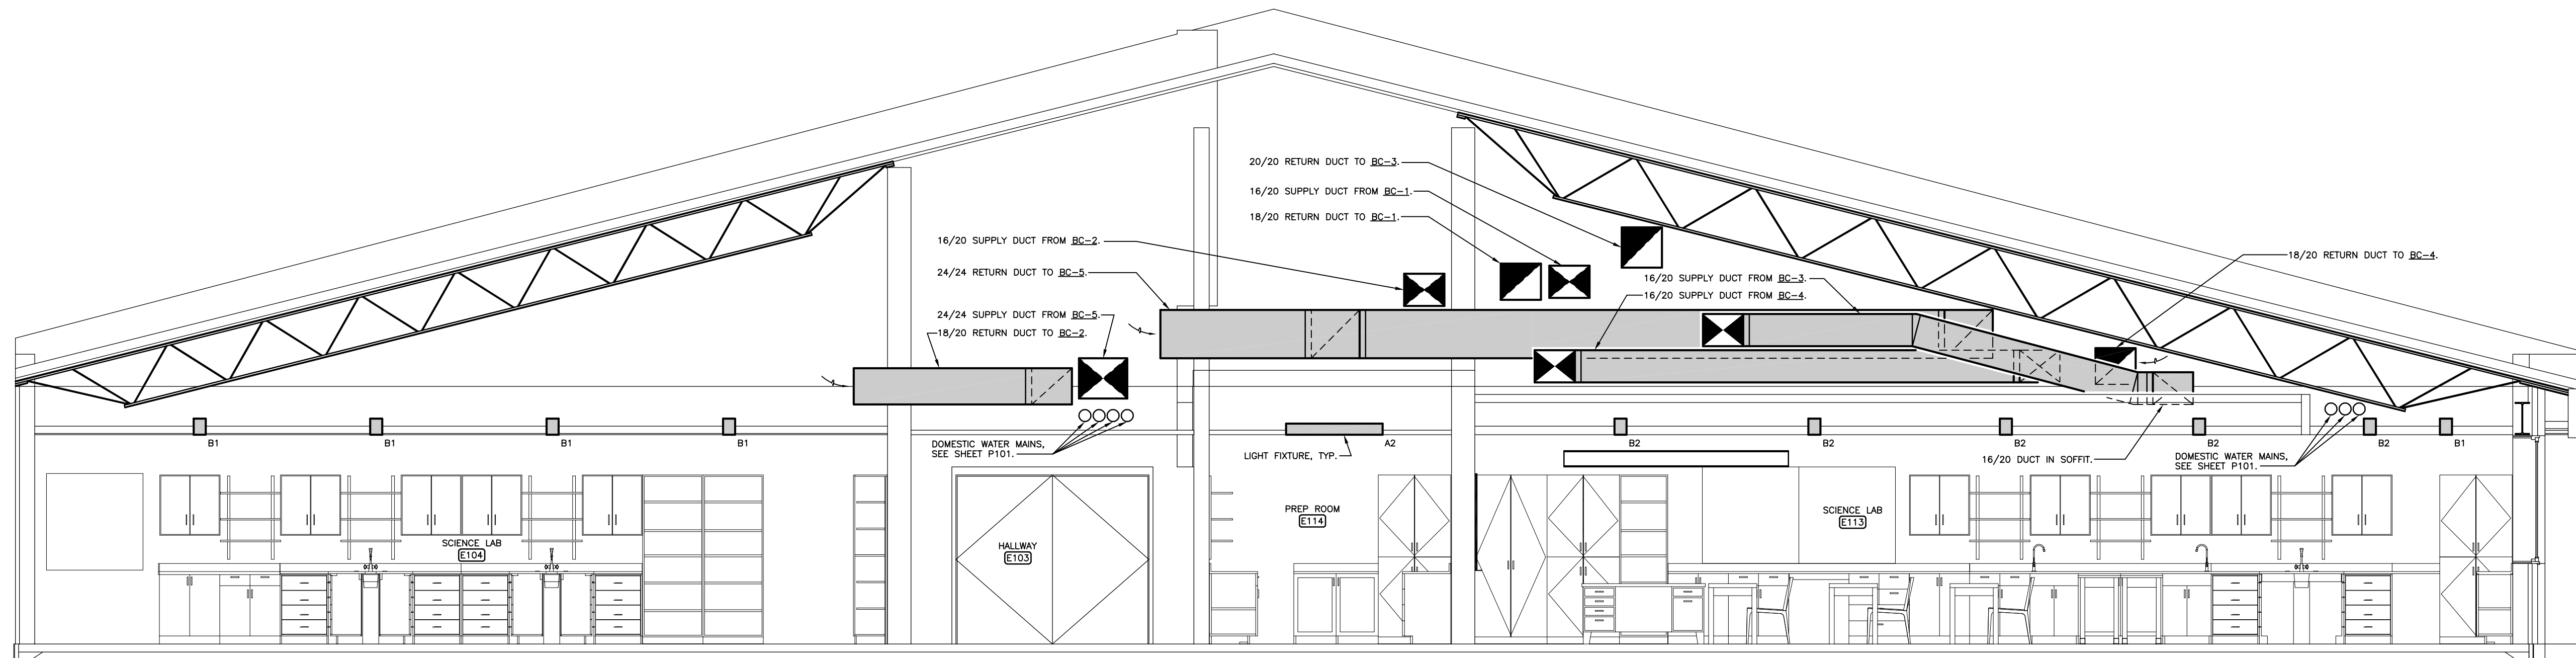 20/20 RETURN DUCT TO BC-3.
16/20 SUPPLY DUCT FROM BC-1.
18/20 RETURN DUCT TO BC-1.
16/20 SUPPLY DUCT FROM BC-2.
24/24 RETURN DUCT TO BC-5.
24/24 SUPPLY DUCT FROM BC-5.
18/20 RETURN DUCT TO BC-2.
18/20 RETURN DUCT TO BC-4.
16/20 SUPPLY DUCT FROM BC-3.
16/20 SUPPLY DUCT FROM BC-4.
B1
B1
B1
B1
DOMESTIC WATER MAINS,
SEE SHEET P101.
LIGHT FIXTURE, TYP.
A2
B2
B2
B2
B2
B2
B1
16/20 DUCT IN SOFFIT.
DOMESTIC WATER MAINS,
SEE SHEET P101.
SCIENCE LAB
E104
HALLWAY
E103
PREP ROOM
E114
SCIENCE LAB
E113